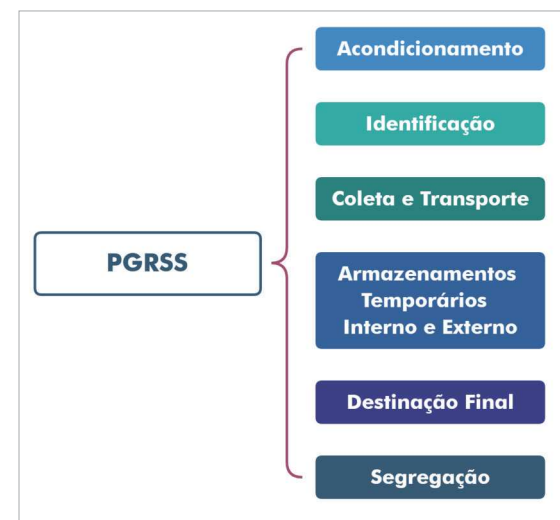 PGRSS
Acondicionamento
Identificação
Coleta e Transporte
Armazenamentos
Temporários
Interno e Externo
Destinação Final
Segregação